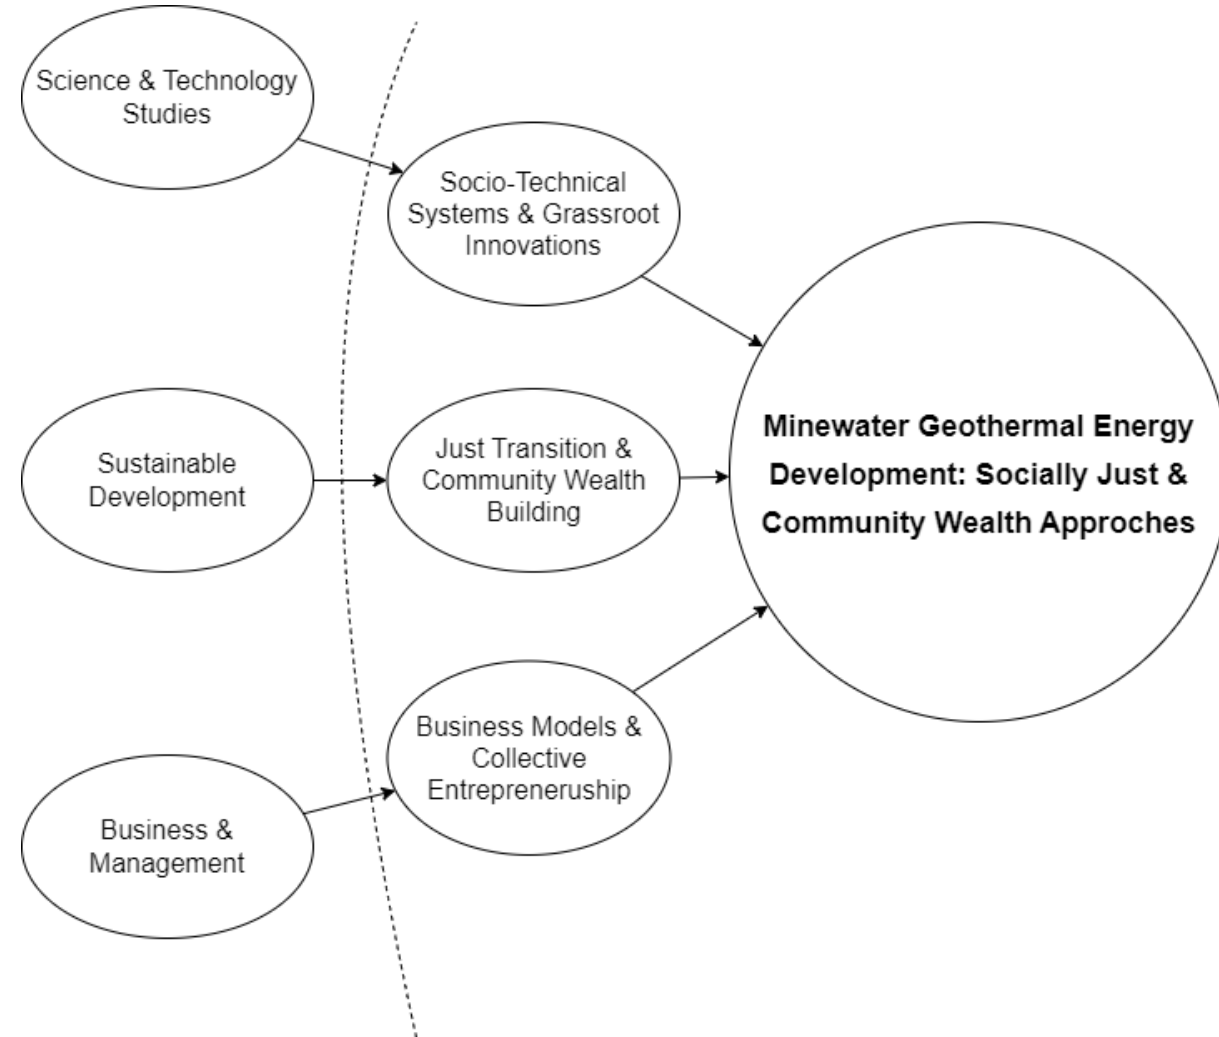 Science & Technology
Studies
Socio-Technical
Systems & Grassroot
Innovations
Sustainable
Development
Just Transition &
Community Wealth
Building
Business &
Management
Business Models &
Collective
Entrepreneruship
Minewater Geothermal Energy
Development: Socially Just &
Community Wealth Approches